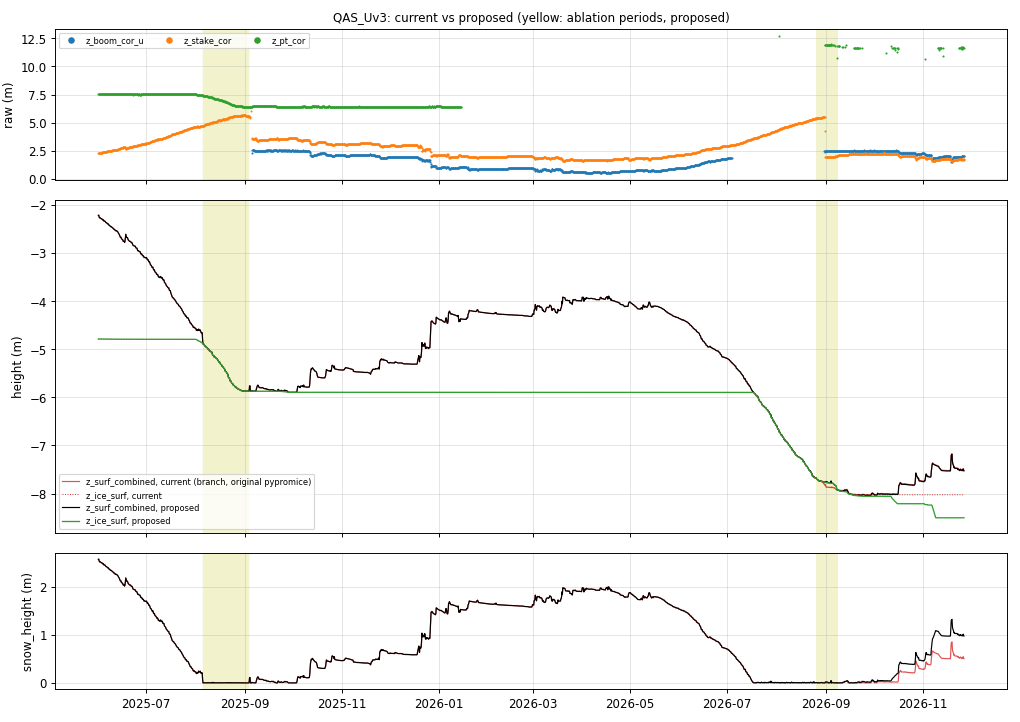 QAS_Uv3: current vs proposed (yellow: ablation periods, proposed)
z_boom_cor_u z_stake_cor z_pt_cor
raw (m)
12.5
10.0
7.5
5.0
2.5
0.0
height (m)
−2
−3
−4
−5
−6
−7
−8
z_surf_combined, current (branch, original pypromice)
z_ice_surf, current
z_surf_combined, proposed
z_ice_surf, proposed
snow_height (m)
2
1
0
2025-07 2025-09 2025-11 2026-01 2026-03 2026-05 2026-07 2026-09 2026-11